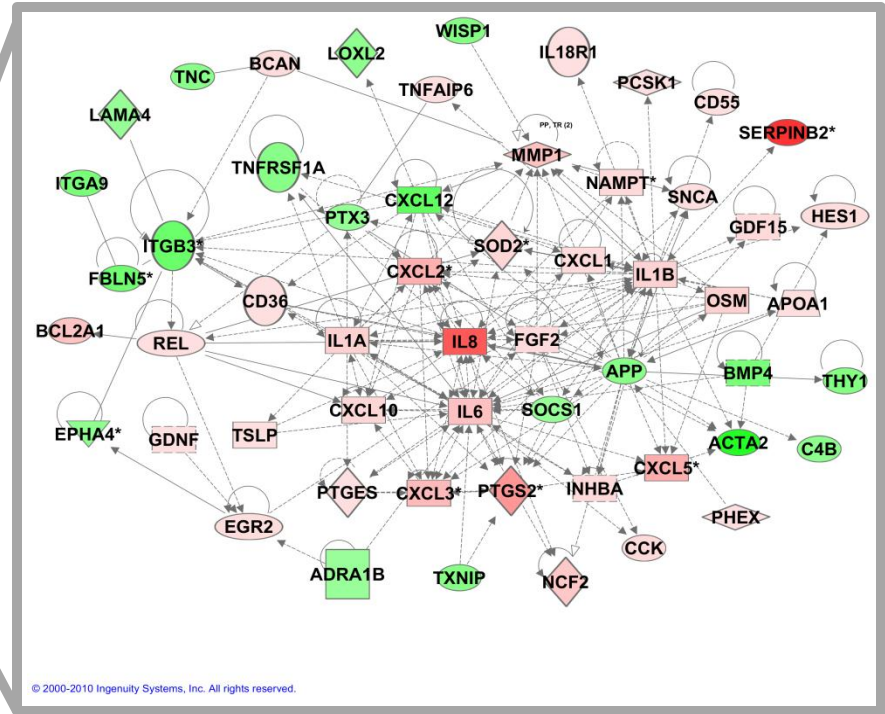 WISP1
LOXL2
IL18R1
BCAN
TNC
PCSK1
TNFAIP6
CD55
LAMA4
SERPINB2*
PP, TR (2)
MMP1
TNFRSF1A
ITGA9
NAMPT*
SNCA
CXCL12
PTX3
HES1
GDF15
ITGB3*
SOD2*
CXCL1
FBLN5*
CXCL2*
IL1B
CD36
OSM
APOA1
BCL2A1
REL
IL1A
IL8
FGF2
APP
BMP4
THY1
CXCL10
IL6
SOCS1
EPHA4*
GDNF
TSLP
ACTA2
C4B
CXCL5*
PTGES
CXCL3*
PTGS2*
INHBA
PHEX
EGR2
CCK
ADRA1B
TXNIP
NCF2
© 2000-2010 Ingenuity Systems, Inc. All rights reserved.